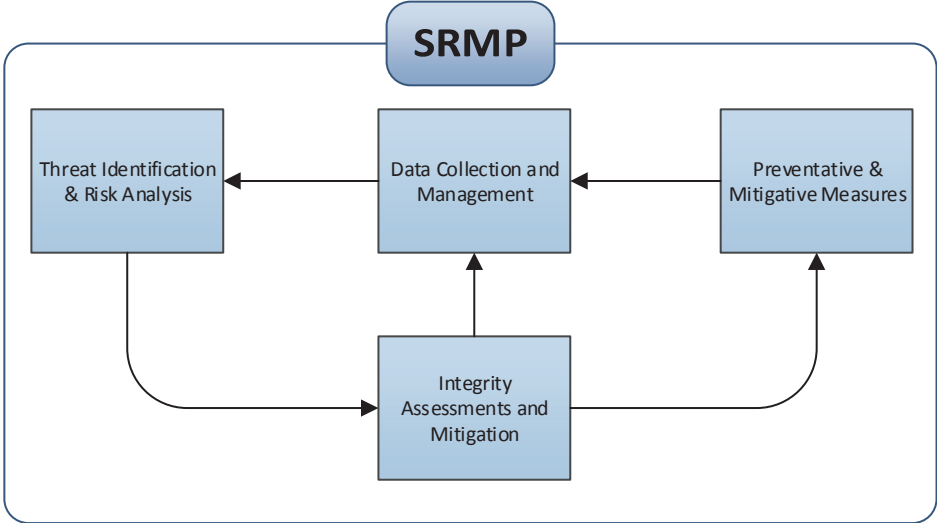 SRMP
Threat Identification
& Risk Analysis
Data Collection and
Management
Preventative &
Mitigative Measures
Integrity
Assessments and
Mitigation